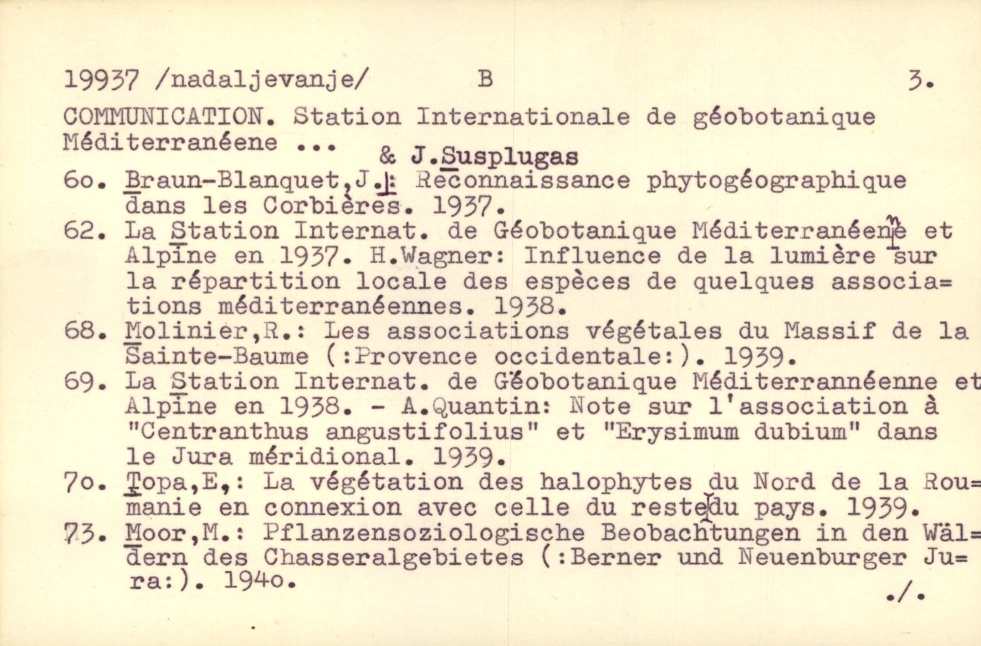 19937 /nadaljevanje/ B 3.
COMMUNICATION. Station Internationale de géobotanique
Méditerranéene ...
& J.Susplugas
6o. Braun-Blanquet,J.: Reconnaissance phytogéographique
dans les Corbières. 1937.
62. La Station Internat. de Géobotanique Méditerranéenne et
Alpine en 1937. H.Wagner: Influence de la lumière sur
la répartition locale des espèces de quelques associa=
tions méditerranéennes. 1938.
68. Molinier,R.: Les associations végétales du Massif de la
Sainte-Baume (:Provence occidentale:). 1939.
69. La Station Internat. de Géobotanique Méditerrannéenne et
Alpine en 1938. - A.Quantin: Note sur l'association à
"Centranthus angustifolius" et "Erysimum dubium" dans
le Jura méridional. 1939.
7o. Topa,E,: La végétation des halophytes du Nord de la Rou=
manie en connexion avec celle du reste du pays. 1939.
73. Moor,M.: Pflanzensoziologische Beobachtungen in den Wäl=
dern des Chasseralgebietes (:Berner und Neuenburger Ju=
ra:). 194o.
./.